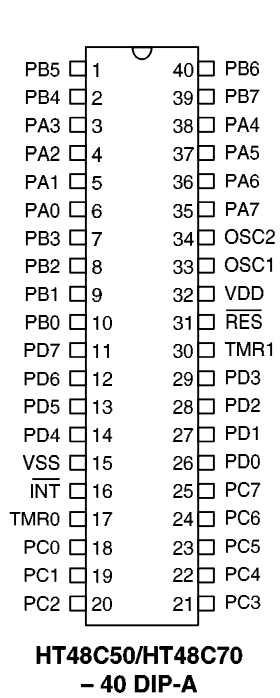 PB5 1 40 PB6
PB4 2 39 PB7
PA3 3 38 PA4
PA2 4 37 PA5
PA1 5 36 PA6
PA0 6 35 PA7
PB3 7 34 OSC2
PB2 8 33 OSC1
PB1 9 32 VDD
PB0 10 31 RES
PD7 11 30 TMR1
PD6 12 29 PD3
PD5 13 28 PD2
PD4 14 27 PD1
VSS 15 26 PD0
INT 16 25 PC7
TMR0 17 24 PC6
PC0 18 23 PC5
PC1 19 22 PC4
PC2 20 21 PC3
HT48C50/HT48C70
– 40 DIP-A